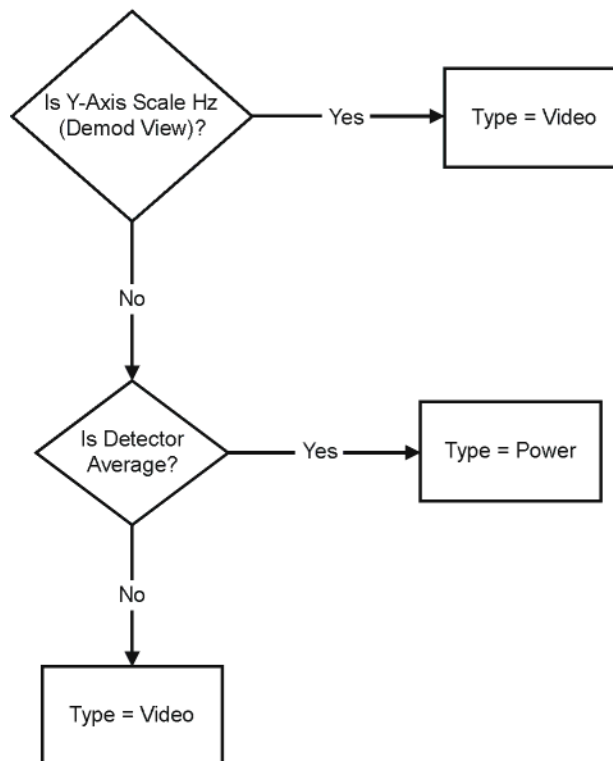 Is Y-Axis Scale Hz
(Demod View)?
Yes
Type = Video
No
Is Detector
Average?
Yes
Type = Power
No
Type = Video